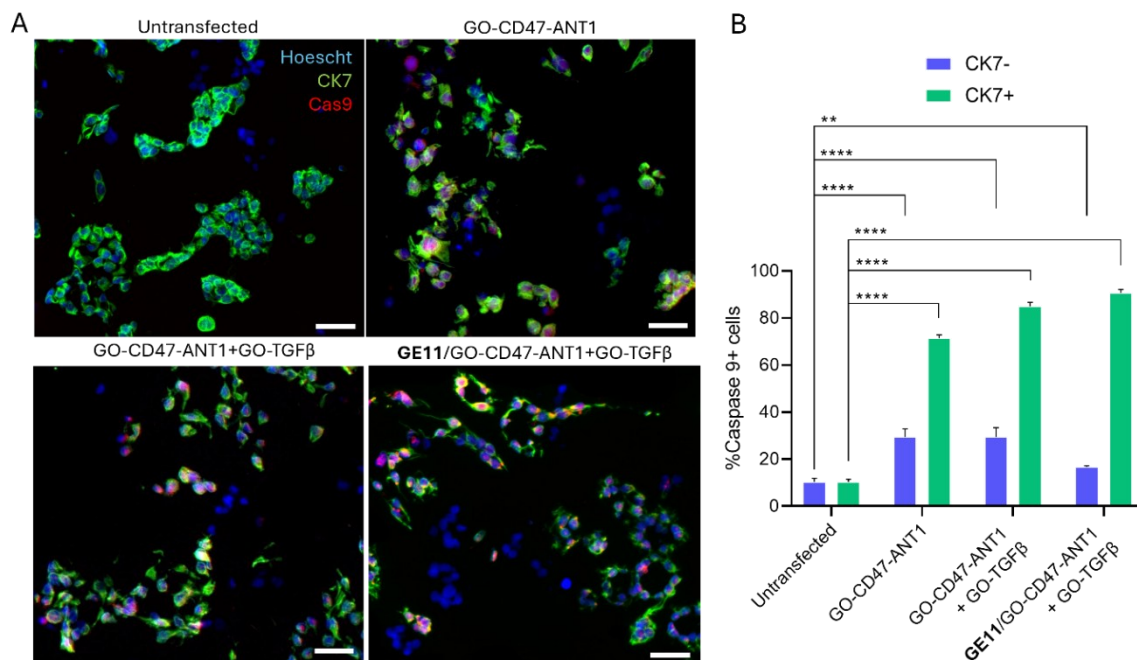 A
Untransfected
Hoescht
CK7
Cas9
GO-CD47-ANT1
GO-CD47-ANT1+GO-TGFβ
GE11/GO-CD47-ANT1+GO-TGFβ
B
CK7-
CK7+
**
****
****
****
****
****
%Caspase 9+ cells
100
80
60
40
20
0
Untransfected
GO-CD47-ANT1
GO-CD47-ANT1
+ GO-TGFβ
GE11/GO-CD47-ANT1
+ GO-TGFβ